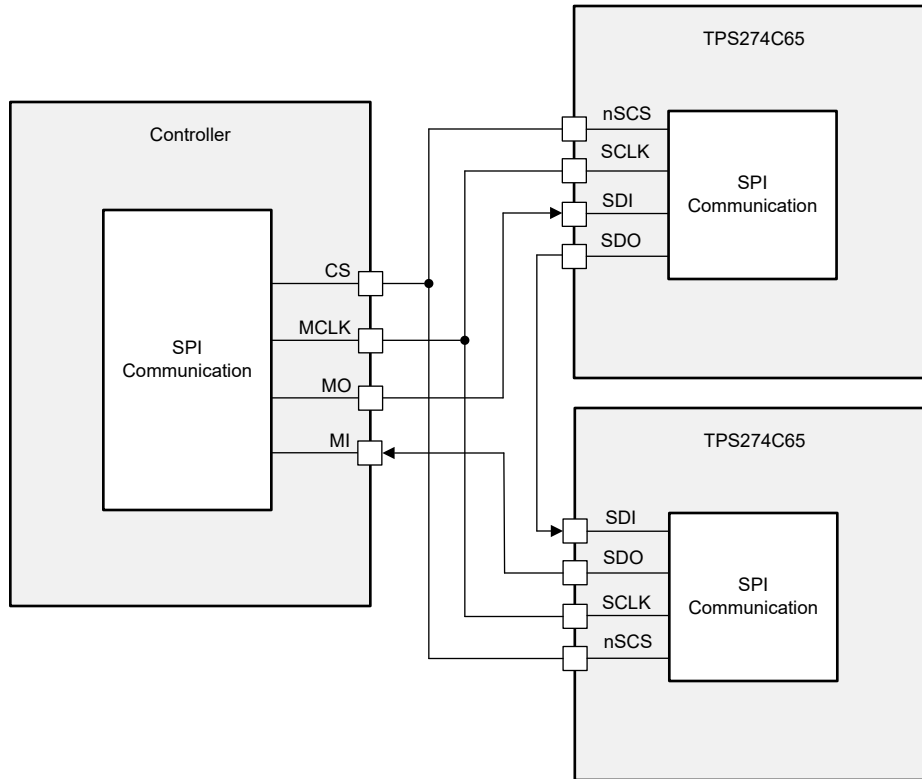 Controller
SPI
Communication
CS
MCLK
MO
MI
TPS274C65
nSCS
SCLK
SDI
SDO
SPI
Communication
TPS274C65
SDI
SDO
SCLK
nSCS
SPI
Communication